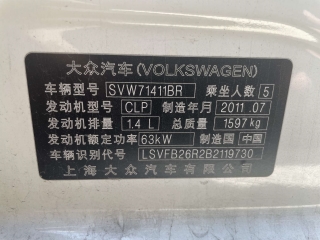 大众汽车(VOLKSWAGEN)
车辆型号 SVW71411BR 乘坐人数 5
发动机型号 CLP 制造年月 2011.07
发动机排量 1.4 L 总质量 1597kg
发动机额定功率 63kW 制造国 中国
车辆识别代号 LSVFB26R2B2119730
上海大众汽车有限公司